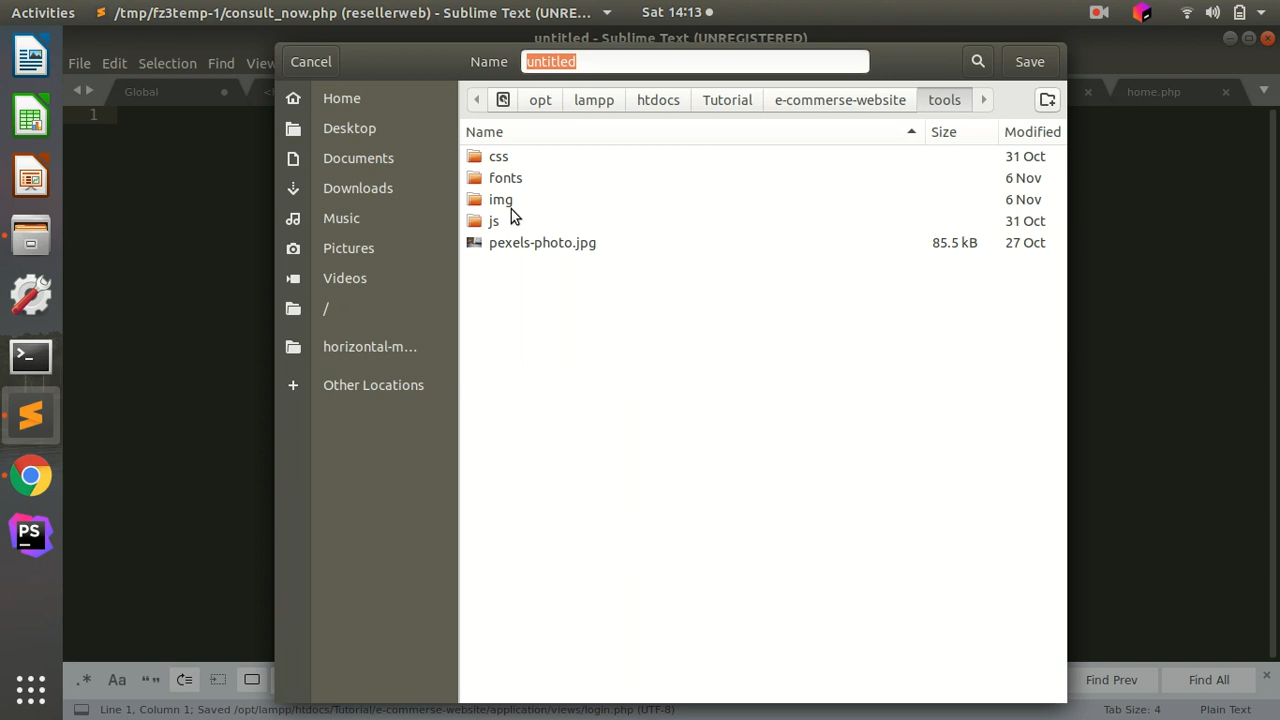 Activities /tmp/fz3temp-1/consult_now.php (resellerweb) - Sublime Text (UNRE... Sat 14:13
untitled - Sublime Text (UNREGISTERED)
File Edit Selection Find View
Cancel Name untitled Save
Global home.php
opt lampp htdocs Tutorial e-commerse-website tools
1
Name Size Modified
css 31 Oct
fonts 6 Nov
img 6 Nov
js 31 Oct
pexels-photo.jpg 85.5 kB 27 Oct
Home
Desktop
Documents
Downloads
Music
Pictures
Videos
/
horizontal-m...
Other Locations
PS
.* Aa “” Find Prev Find All
Line 1, Column 1; Saved /opt/lampp/htdocs/Tutorial/e-commerse-website/application/views/login.php (UTF-8) Tab Size: 4 Plain Text